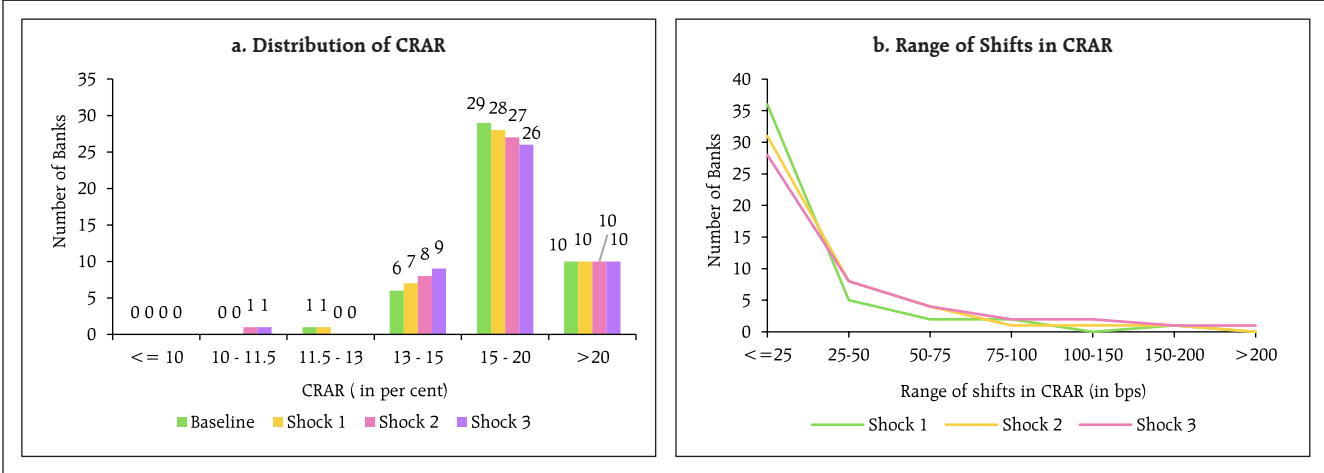 a. Distribution of CRAR
Number of Banks
35
30
25
20
15
10
5
0
0 0 0 0
0 0 1 1
1 1 0 0
6 7 8 9
29 28 27 26
10 10 10 10
<= 10 10 - 11.5 11.5 - 13 13 - 15 15 - 20 >20
CRAR ( in per cent)
Baseline Shock 1 Shock 2 Shock 3
b. Range of Shifts in CRAR
Number of Banks
40
35
30
25
20
15
10
5
0
<=25 25-50 50-75 75-100 100-150 150-200 >200
Range of shifts in CRAR (in bps)
Shock 1 Shock 2 Shock 3